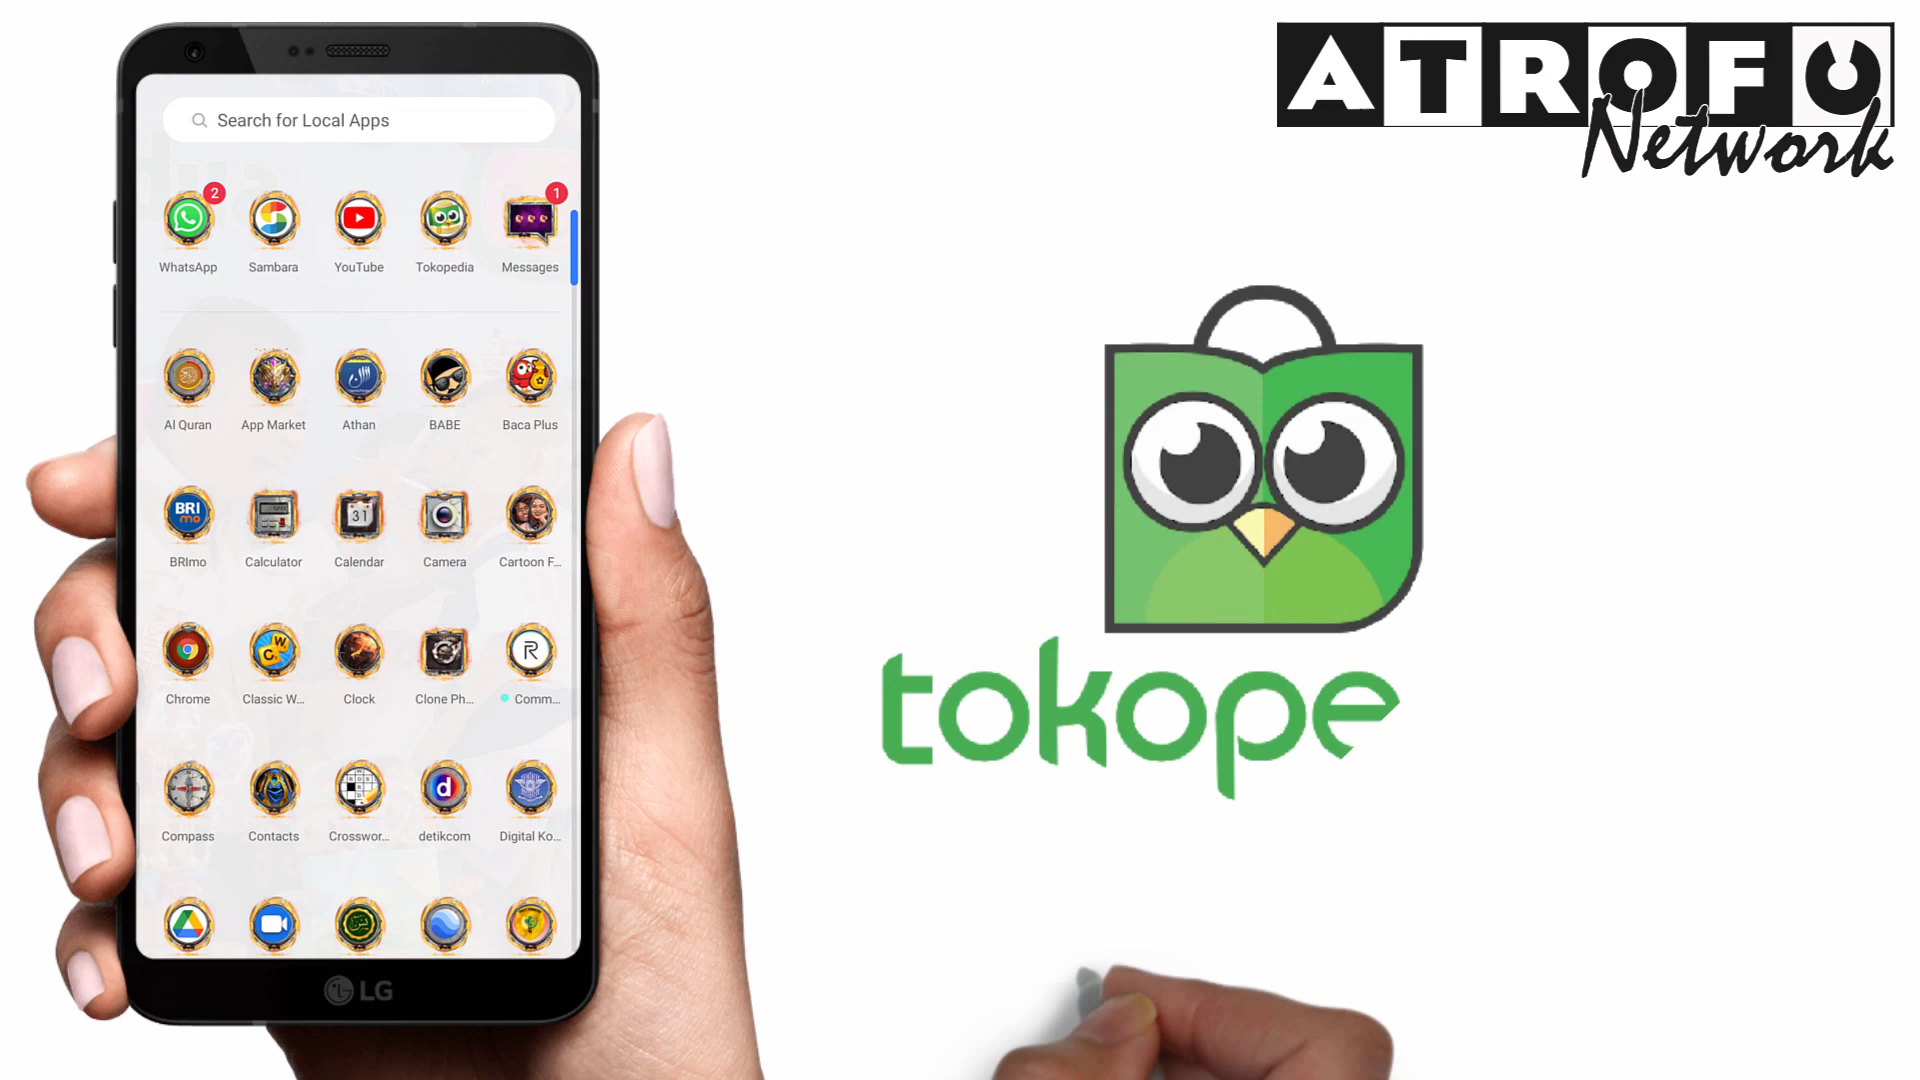 ATROFU
Network
Search for Local Apps
2
1
WhatsApp Sambara YouTube Tokopedia Messages
Al Quran App Market Athan BABE Baca Plus
BRI
mo
31
BRImo Calculator Calendar Camera Cartoon F...
W
C
R
Chrome Classic W... Clock Clone Ph... Comm...
d
Compass Contacts Crosswor... detikcom Digital Ko...
LG
tokope